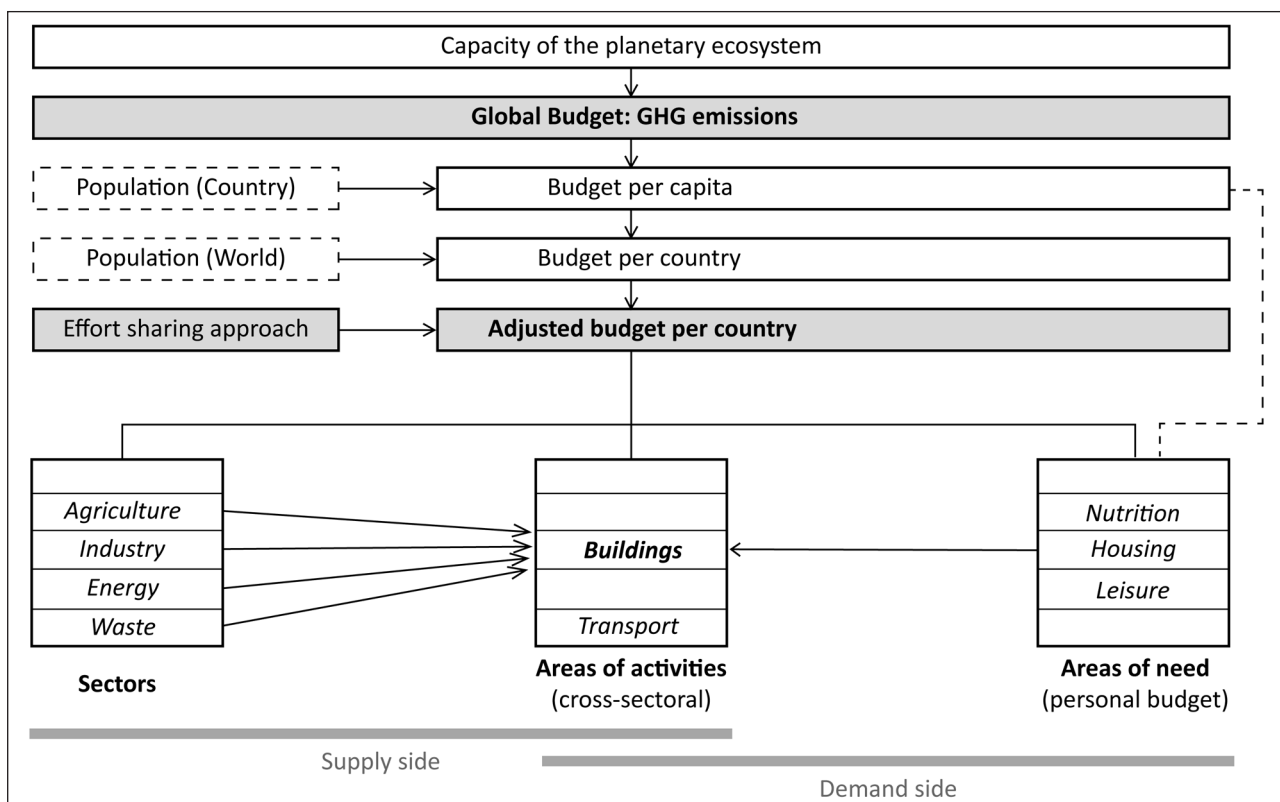 Capacity of the planetary ecosystem
Global Budget: GHG emissions
Population (Country)
Budget per capita
Population (World)
Budget per country
Effort sharing approach
Adjusted budget per country
Agriculture
Industry
Energy
Waste
Sectors
Buildings
Transport
Areas of activities
(cross-sectoral)
Nutrition
Housing
Leisure
Areas of need
(personal budget)
Supply side
Demand side